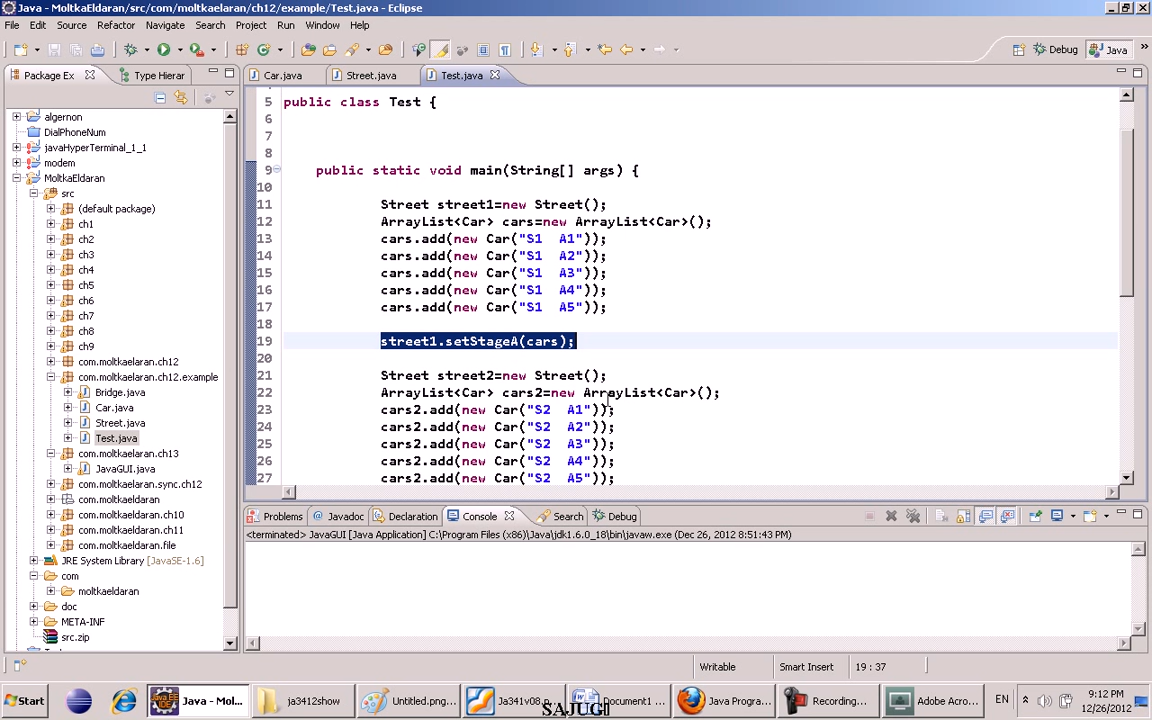 Java - MoltkaEldaran/src/com/moltkaelaran/ch12/example/Test.java - Eclipse
File Edit Source Refactor Navigate Search Project Run Window Help
Debug Java
Package Ex Type Hierar Car.java Street.java Test.java
algernon
DialPhoneNum
javaHyperTerminal_1_1
modem
MoltkaEldaran
src
(default package)
ch1
ch2
ch3
ch4
ch5
ch6
ch7
ch8
ch9
com.moltkaelaran.ch12
com.moltkaelaran.ch12.example
Bridge.java
Car.java
Street.java
Test.java
com.moltkaelaran.ch13
JavaGUI.java
com.moltkaelaran.sync.ch12
com.moltkaeldaran
com.moltkaeldaran.ch10
com.moltkaeldaran.ch11
com.moltkaeldaran.file
JRE System Library [JavaSE-1.6]
com
moltkaeldaran
doc
META-INF
src.zip
5 public class Test {
6
7
8
9 public static void main(String[] args) {
10
11 Street street1=new Street();
12 ArrayList<Car> cars=new ArrayList<Car>();
13 cars.add(new Car("S1 A1"));
14 cars.add(new Car("S1 A2"));
15 cars.add(new Car("S1 A3"));
16 cars.add(new Car("S1 A4"));
17 cars.add(new Car("S1 A5"));
18
19 street1.setStageA(cars);
20
21 Street street2=new Street();
22 ArrayList<Car> cars2=new ArrayList<Car>();
23 cars2.add(new Car("S2 A1"));
24 cars2.add(new Car("S2 A2"));
25 cars2.add(new Car("S2 A3"));
26 cars2.add(new Car("S2 A4"));
27 cars2.add(new Car("S2 A5"));
Problems Javadoc Declaration Console Search Debug
<terminated> JavaGUI [Java Application] C:\Program Files (x86)\Java\jdk1.6.0_18\bin\javaw.exe (Dec 26, 2012 8:51:43 PM)
Writable Smart Insert 19 : 37
Start Java - Mol... ja3412show Untitled.png... Ja341v08.p... Document1 ... Java Progra... Recording... Adobe Acro... EN 9:12 PM
12/26/2012
SAJUGI